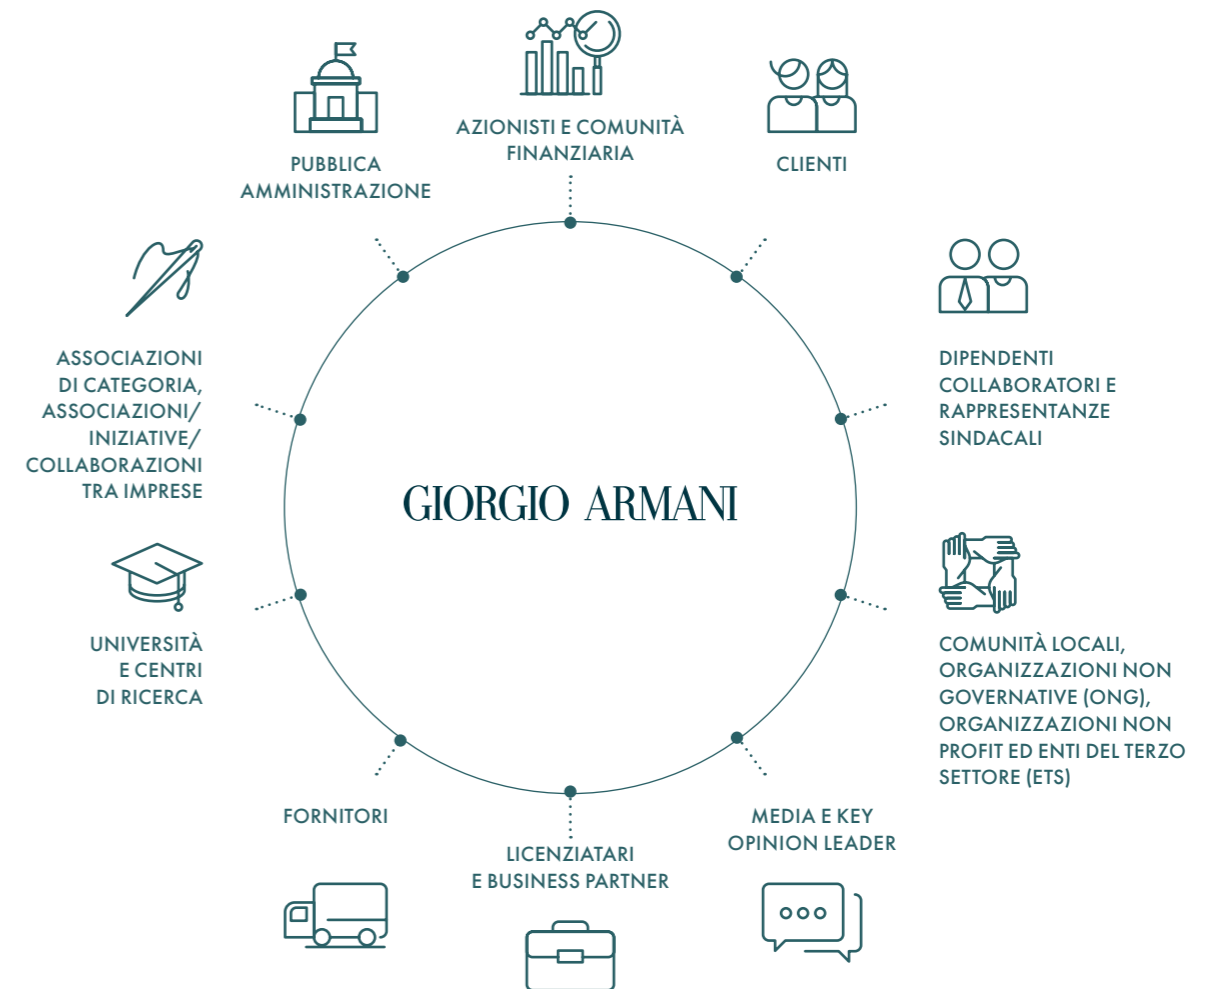 AZIONISTI E COMUNITÀ
FINANZIARIA
CLIENTI
DIPENDENTI
COLLABORATORI E
RAPPRESENTANZE
SINDACALI
COMUNITÀ LOCALI,
ORGANIZZAZIONI NON
GOVERNATIVE (ONG),
ORGANIZZAZIONI NON
PROFIT ED ENTI DEL TERZO
SETTORE (ETS)
MEDIA E KEY
OPINION LEADER
LICENZIATARI
E BUSINESS PARTNER
FORNITORI
UNIVERSITÀ
E CENTRI
DI RICERCA
ASSOCIAZIONI
DI CATEGORIA,
ASSOCIAZIONI/
INIZIATIVE/
COLLABORAZIONI
TRA IMPRESE
PUBBLICA
AMMINISTRAZIONE
GIORGIO ARMANI